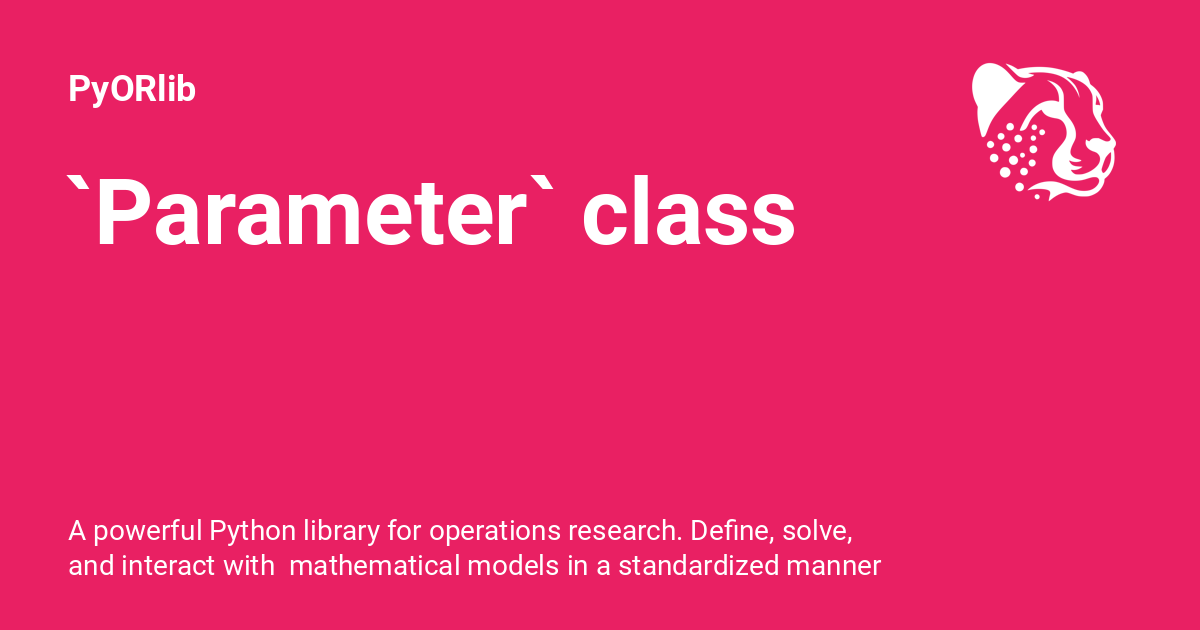 PyORlib
`Parameter` class
A powerful Python library for operations research. Define, solve,
and interact with  mathematical models in a standardized manner